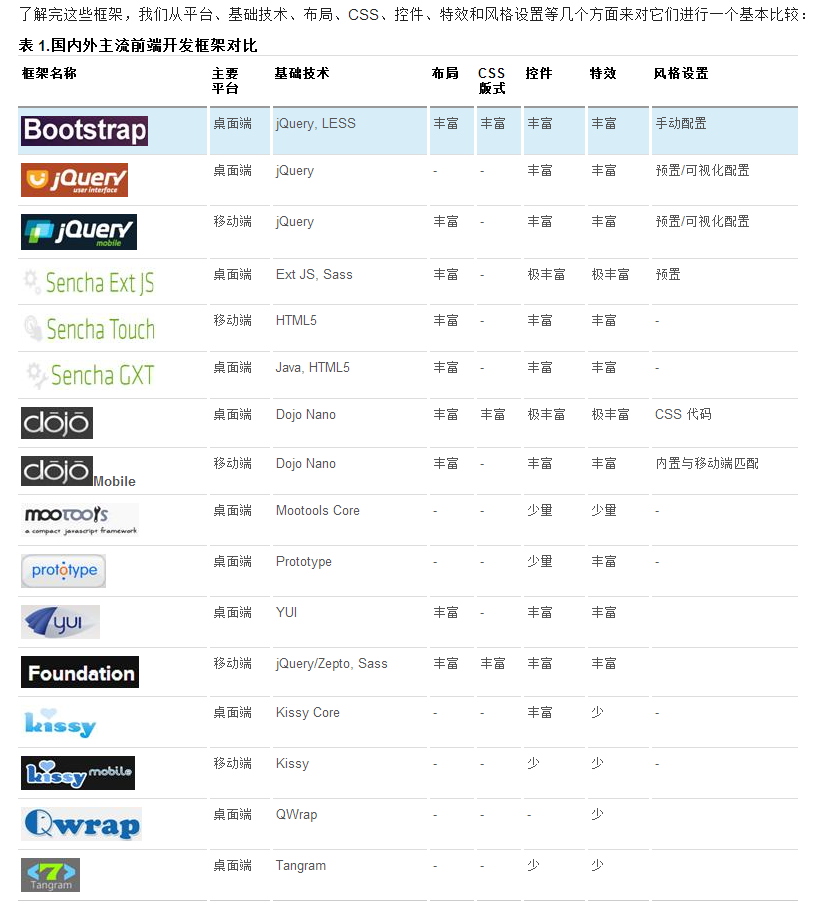 了解完这些框架，我们从平台、基础技术、布局、CSS、控件、特效和风格设置等几个方面来对它们进行一个基本比较：
表 1.国内外主流前端开发框架对比
框架名称 主要平台 基础技术 布局 CSS 版式 控件 特效 风格设置
Bootstrap 桌面端 jQuery, LESS 丰富 丰富 丰富 丰富 手动配置
jQuery user interface 桌面端 jQuery - - 丰富 丰富 预置/可视化配置
jQuery mobile 移动端 jQuery 丰富 - 丰富 丰富 预置/可视化配置
Sencha Ext JS 桌面端 Ext JS, Sass 丰富 - 极丰富 极丰富 预置
Sencha Touch 移动端 HTML5 丰富 - 丰富 丰富 -
Sencha GXT 桌面端 Java, HTML5 丰富 - 丰富 丰富 -
dōjō 桌面端 Dojo Nano 丰富 丰富 极丰富 极丰富 CSS 代码
dōjō Mobile 移动端 Dojo Nano 丰富 - 丰富 丰富 内置与移动端匹配
mootools a compact javascript framework 桌面端 Mootools Core - - 少量 少量 -
prototype 桌面端 Prototype - - 少量 丰富 -
YUI 桌面端 YUI 丰富 - 丰富 丰富
Foundation 移动端 jQuery/Zepto, Sass 丰富 丰富 丰富 丰富
kissy 桌面端 Kissy Core - - 丰富 少 -
kissy mobile 移动端 Kissy - - 少 少 -
Qwrap 桌面端 QWrap - - - 少
<7> Tangram 桌面端 Tangram - - 少 少